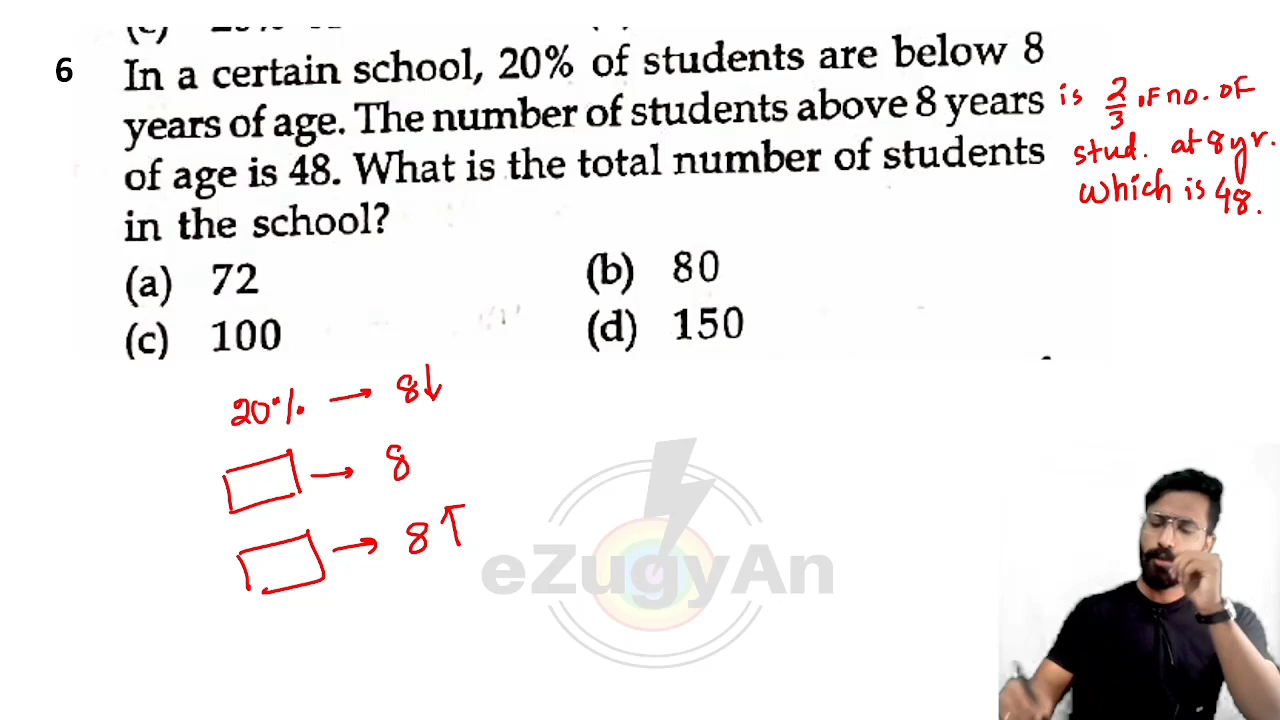 6
In a certain school, 20% of students are below 8
years of age. The number of students above 8 years
of age is 48. What is the total number of students
in the school?
is 2/3 of no. of
stud. at 8 yr.
which is 48.
(a) 72
(b) 80
(c) 100
(d) 150
20% → 8↓
→ 8
→ 8↑
eZugyAn